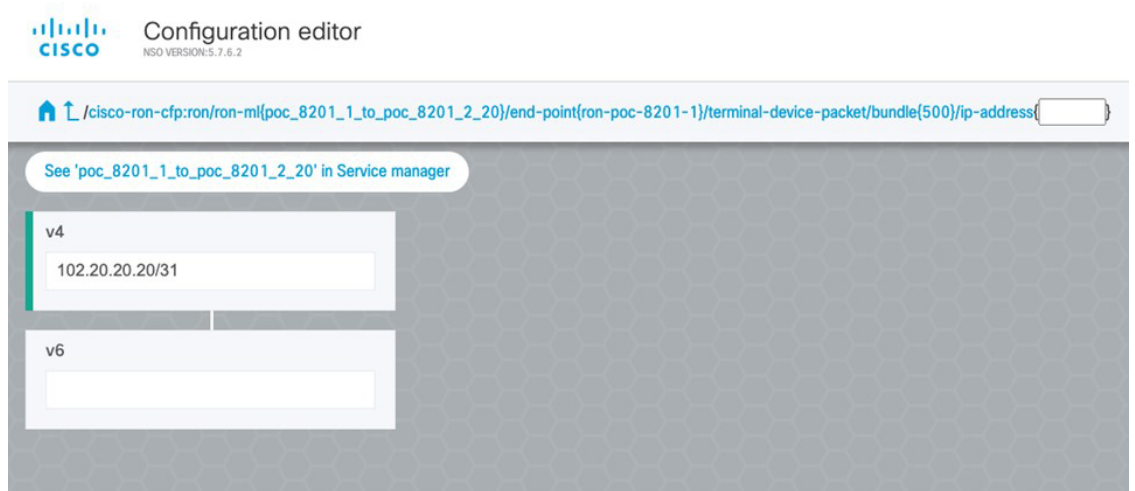 CISCO
Configuration editor
NSO VERSION:5.7.6.2
/cisco-ron-cfp:ron/ron-ml{poc_8201_1_to_poc_8201_2_20}/end-point{ron-poc-8201-1}/terminal-device-packet/bundle{500}/ip-address{ }
See 'poc_8201_1_to_poc_8201_2_20' in Service manager
v4
102.20.20.20/31
v6